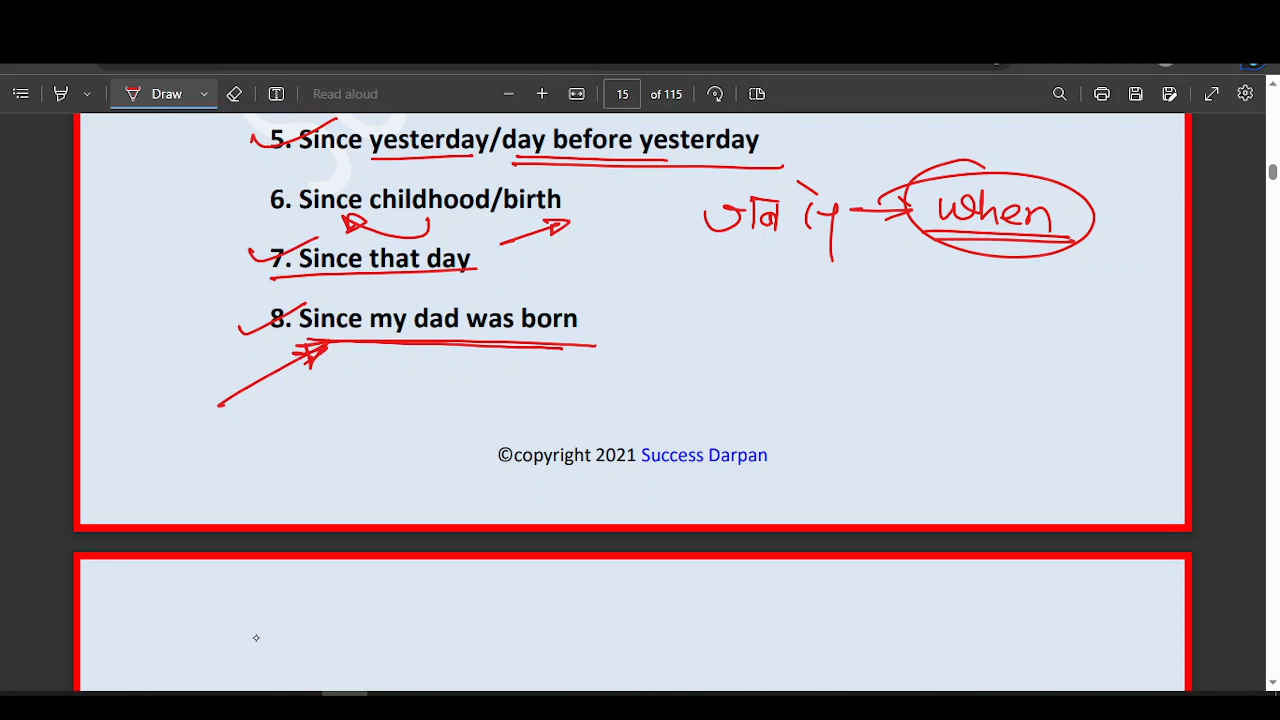 Draw
Read aloud
15 of 115
5. Since yesterday/day before yesterday
6. Since childhood/birth
जब से when
7. Since that day
8. Since my dad was born
©copyright 2021 Success Darpan